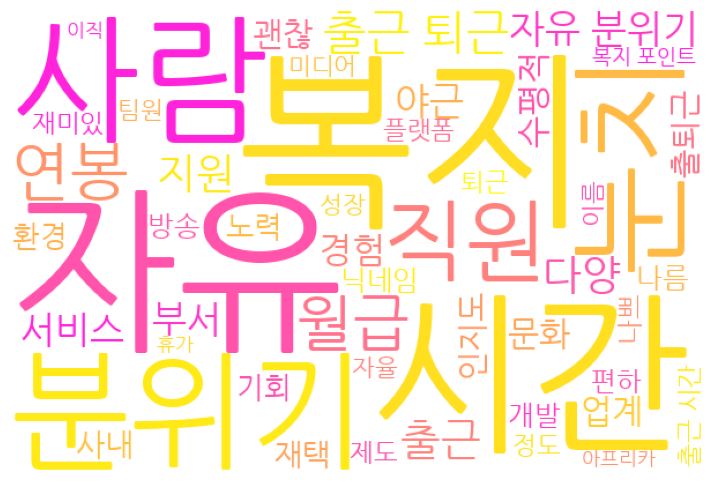 이직
사람
괜찮
출근 퇴근
자유 분위기
복지 포인트
미디어
팀원
재미있
야근
플랫폼
수평적
복지
눈치
출퇴근
연봉
지원
퇴근
이름
자유
성장
환경
방송
노력
경험
직원
닉네임
다양
나름
서비스
부서
월급
시간
인지도
문화
나쁘
휴가
분위기
기회
자율
편하
출근 시간
사내
재택
제도
출근
개발
업계
정도
아프리카